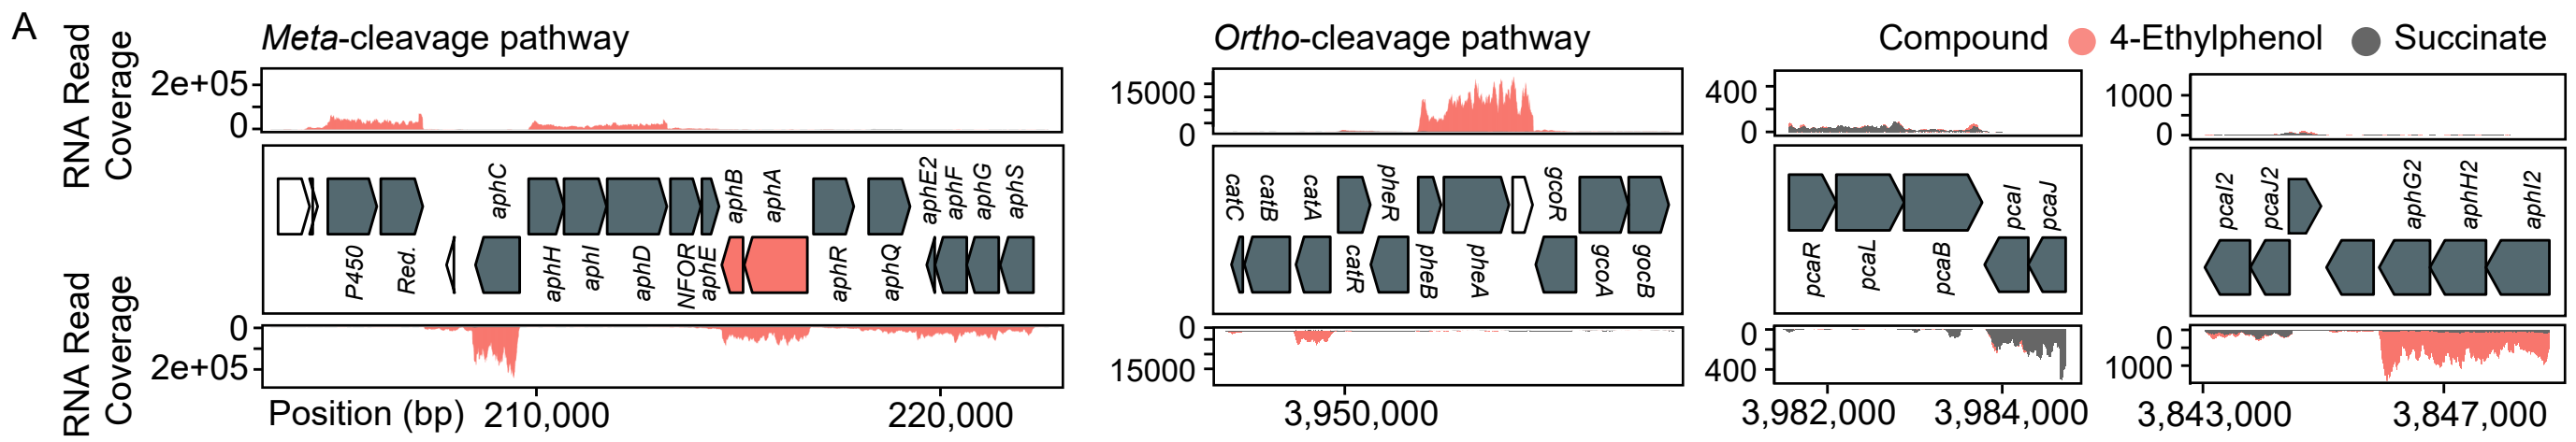 A
RNA Read Coverage
Meta-cleavage pathway
Ortho-cleavage pathway
Compound 4-Ethylphenol Succinate
2e+05
0
15000
0
400
0
1000
0
P450
Red.
aphC
aphH
aphI
aphD
NFOR
aphE
aphB
aphA
aphR
aphQ
aphE2
aphF
aphG
aphS
catC
catB
catA
catR
pheR
pheB
pheA
gcoR
gcoA
gocB
pcaR
pcaL
pcaB
pcaI
pcaJ
pcaI2
pcaJ2
aphG2
aphH2
aphI2
RNA Read Coverage
0
2e+05
0
15000
0
400
0
1000
Position (bp) 210,000 220,000
3,950,000
3,982,000 3,984,000
3,843,000 3,847,000